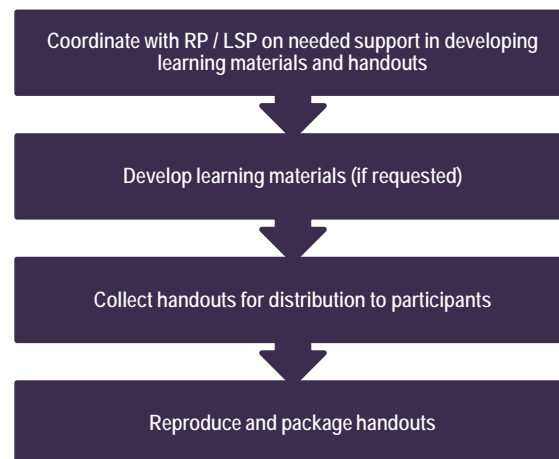 Coordinate with RP / LSP on needed support in developing
learning materials and handouts
Develop learning materials (if requested)
Collect handouts for distribution to participants
Reproduce and package handouts